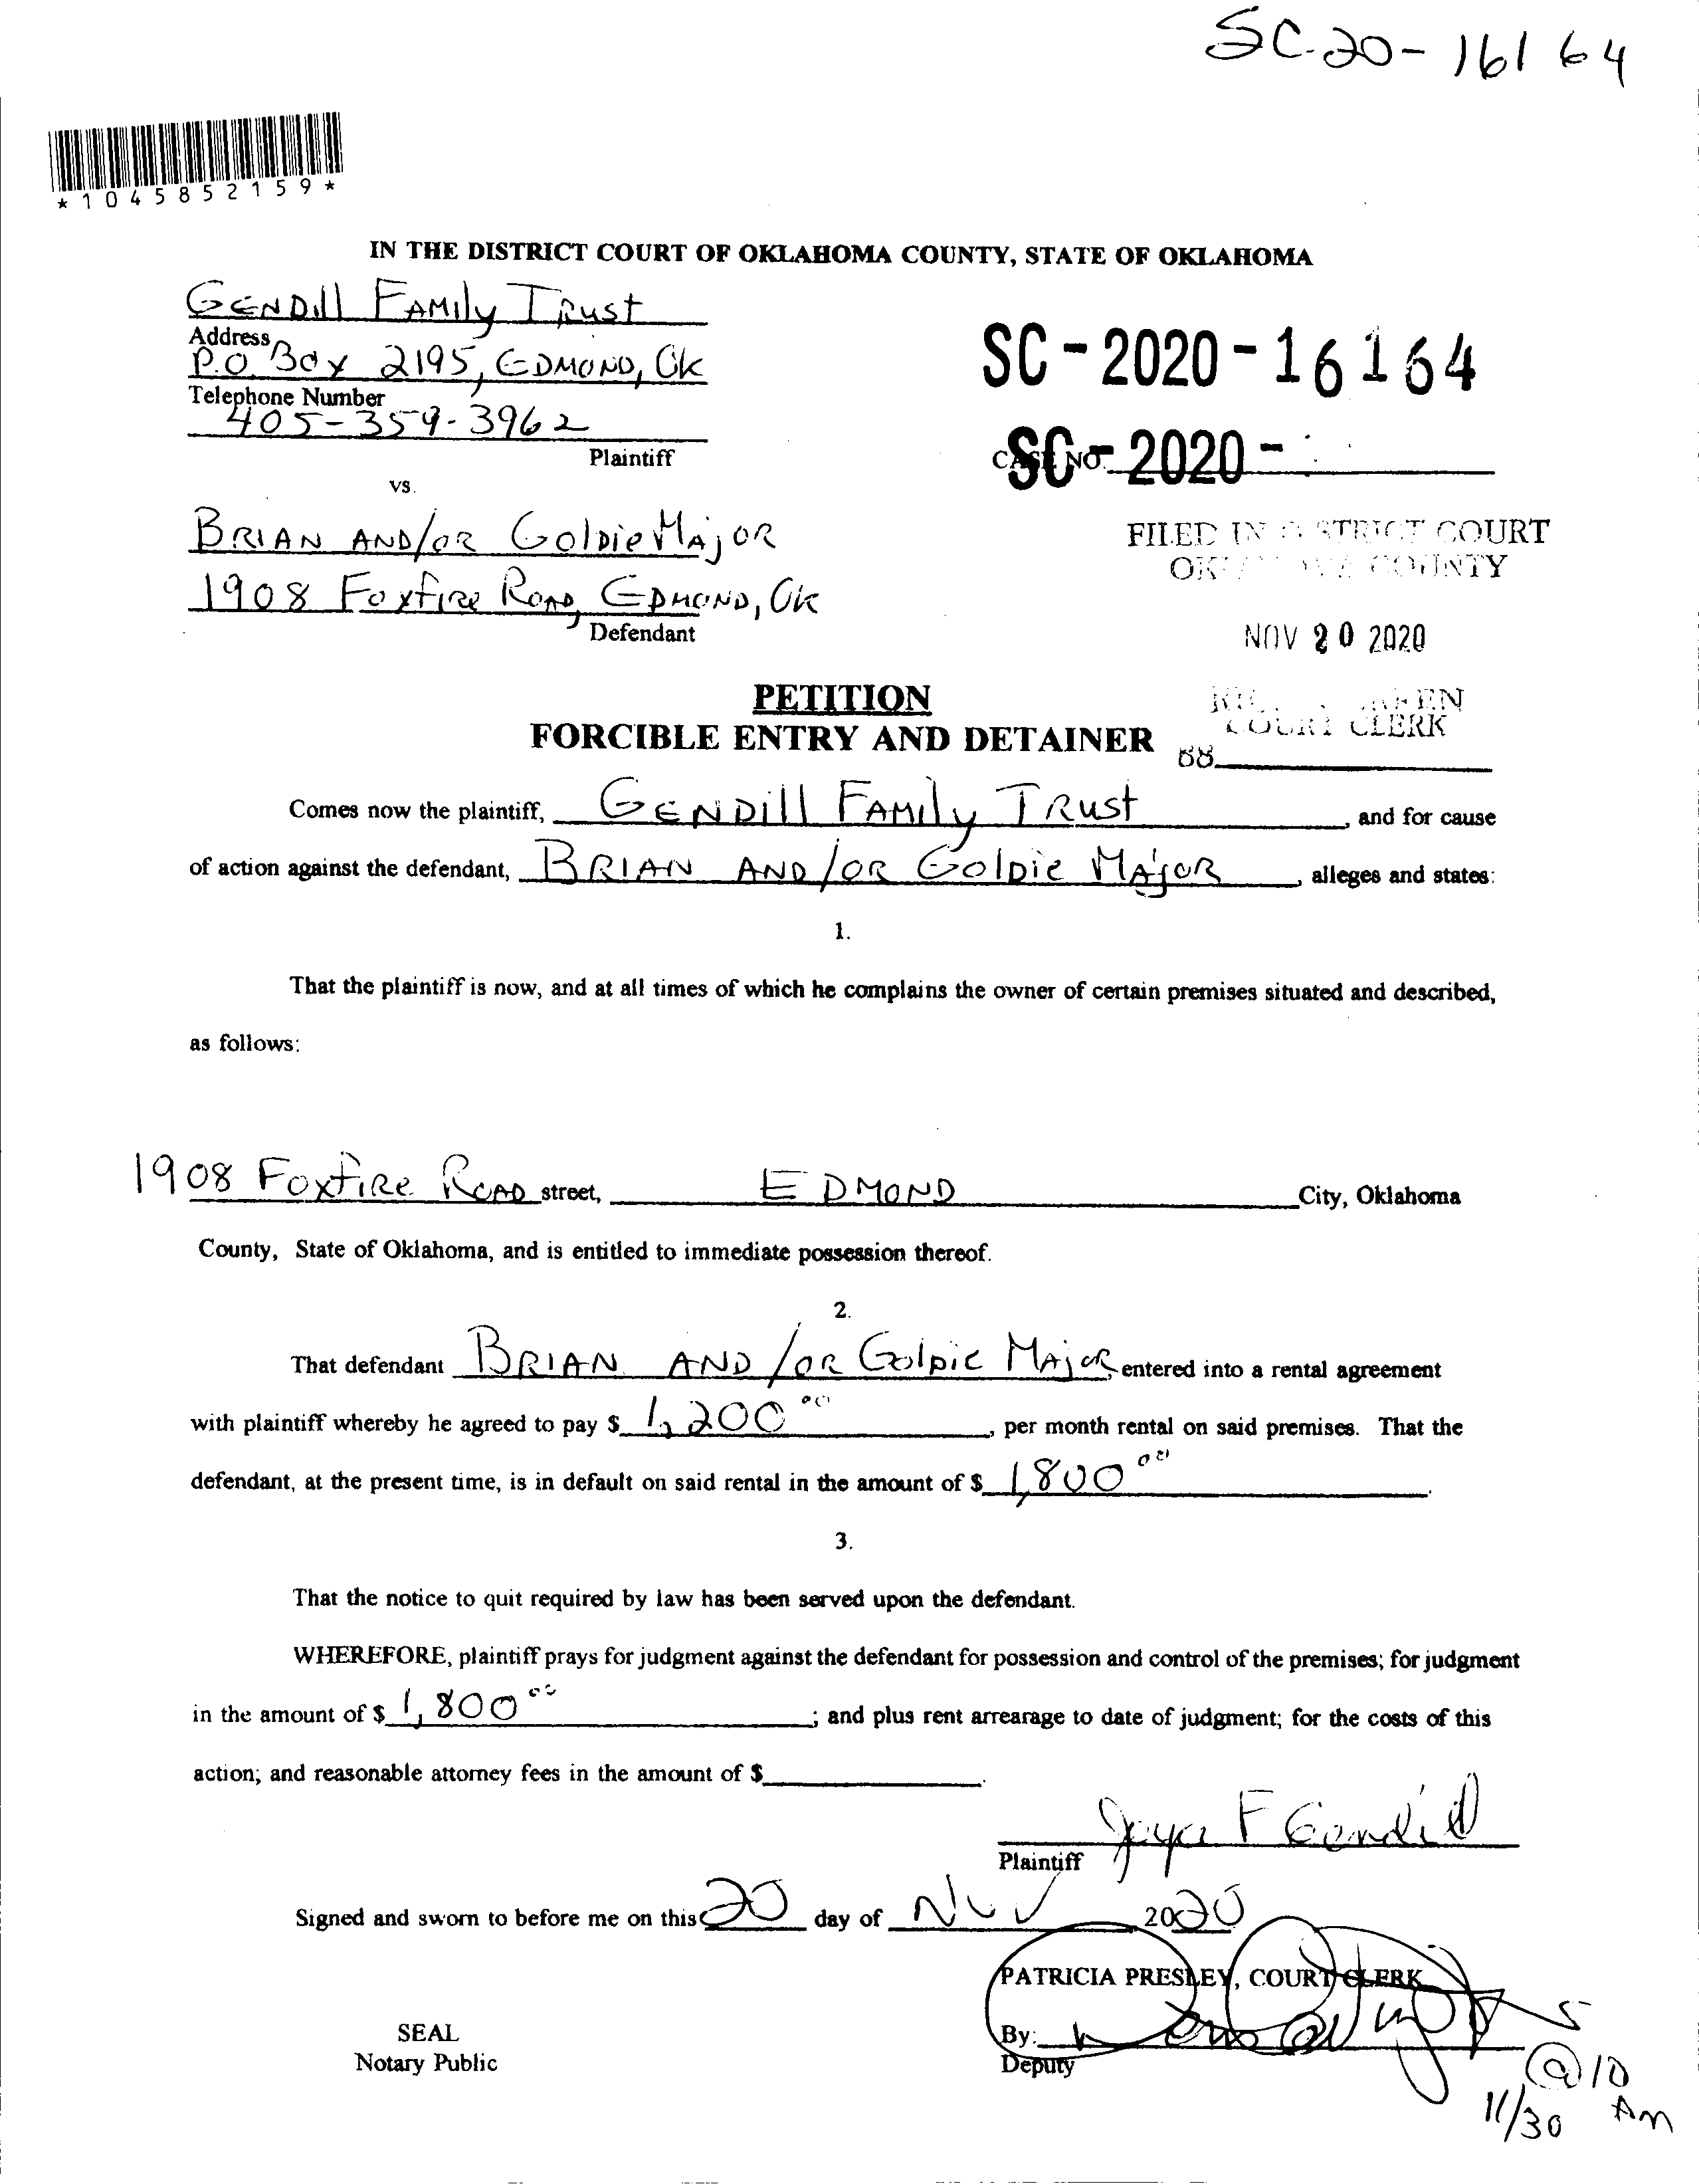 SC-20-16164
*1045852159*
IN THE DISTRICT COURT OF OKLAHOMA COUNTY, STATE OF OKLAHOMA
GENDill FAMily TRust
Address
P.O. Box 2195, EDMOND, OK
Telephone Number
405-359-3962
Plaintiff
SC-2020-16164
CASE NO. SC-2020-
vs.
BRIAN AND/OR GolDie MAjOR
1908 Foxfire ROAD, EDMOND, OK
Defendant
FILED IN DISTRICT COURT
OKLAHOMA COUNTY
NOV 20 2020
COURT CLERK
PETITION
FORCIBLE ENTRY AND DETAINER
Comes now the plaintiff, GENDill FAMily TRust, and for cause
of action against the defendant, BRIAN AND/OR GolDie MAjOR, alleges and states:
1.
That the plaintiff is now, and at all times of which he complains the owner of certain premises situated and described,
as follows:
1908 FoxfiRe ROAD street, EDMOND City, Oklahoma
County, State of Oklahoma, and is entitled to immediate possession thereof.
2.
That defendant BRIAN AND/OR GolDie MAjOR, entered into a rental agreement
with plaintiff whereby he agreed to pay $ 1,200 00, per month rental on said premises. That the
defendant, at the present time, is in default on said rental in the amount of $ 1,800 00.
3.
That the notice to quit required by law has been served upon the defendant.
WHEREFORE, plaintiff prays for judgment against the defendant for possession and control of the premises; for judgment
in the amount of $ 1,800 00; and plus rent arrearage to date of judgment; for the costs of this
action; and reasonable attorney fees in the amount of $ .
F Gendill
Plaintiff
Signed and sworn to before me on this 20 day of Nov 2020
PATRICIA PRESLEY, COURT CLERK
SEAL
Notary Public
By:
Deputy
@ 10
11/30 Am